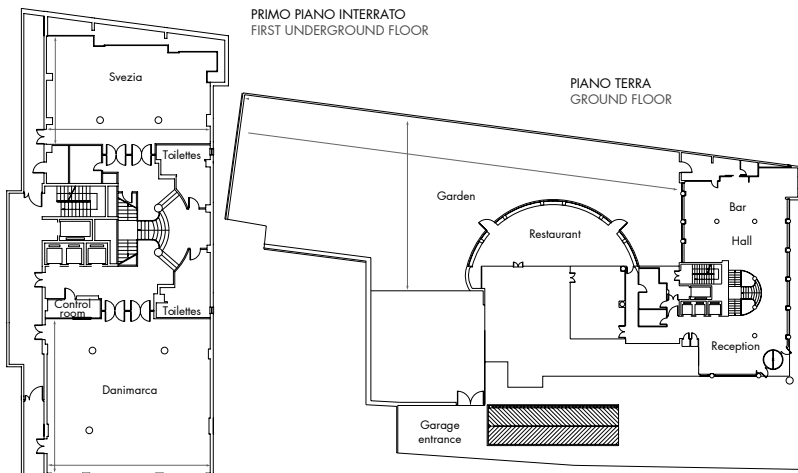 PRIMO PIANO INTERRATO
FIRST UNDERGROUND FLOOR
Svezia
Toilettes
Control
room
Toilettes
Danimarca
PIANO TERRA
GROUND FLOOR
Garden
Restaurant
Bar
Hall
Reception
Garage
entrance